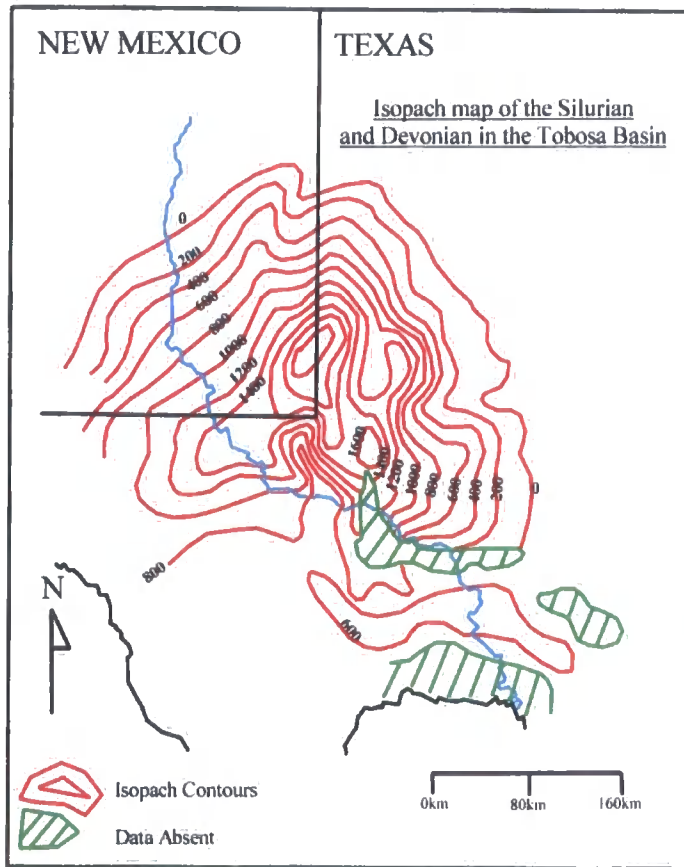 NEW MEXICO
TEXAS
Isopach map of the Silurian
and Devonian in the Tobosa Basin
0
200
400
600
800
1000
1200
1400
1600
1400
1200
1000
800
600
400
200
0
800
600
N
Isopach Contours
Data Absent
0km
80km
160km